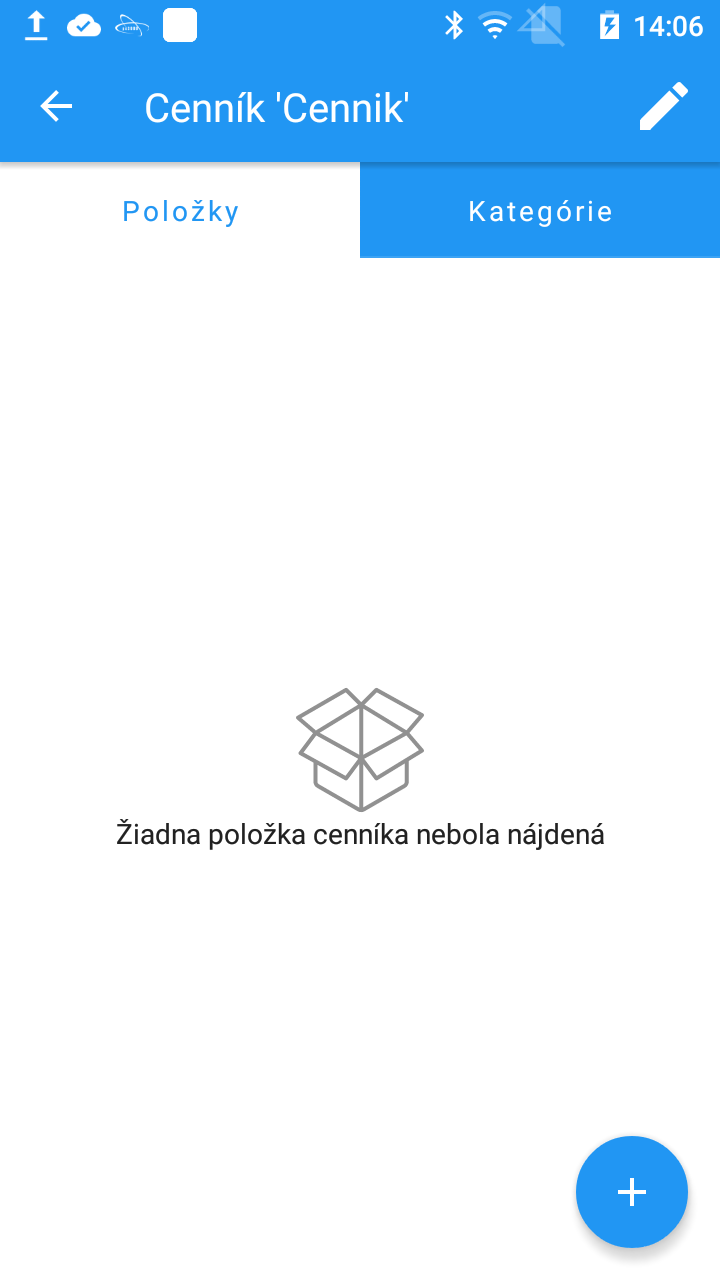 14:06
Cenník 'Cennik'
Položky
Kategórie
Žiadna položka cenníka nebola nájdená